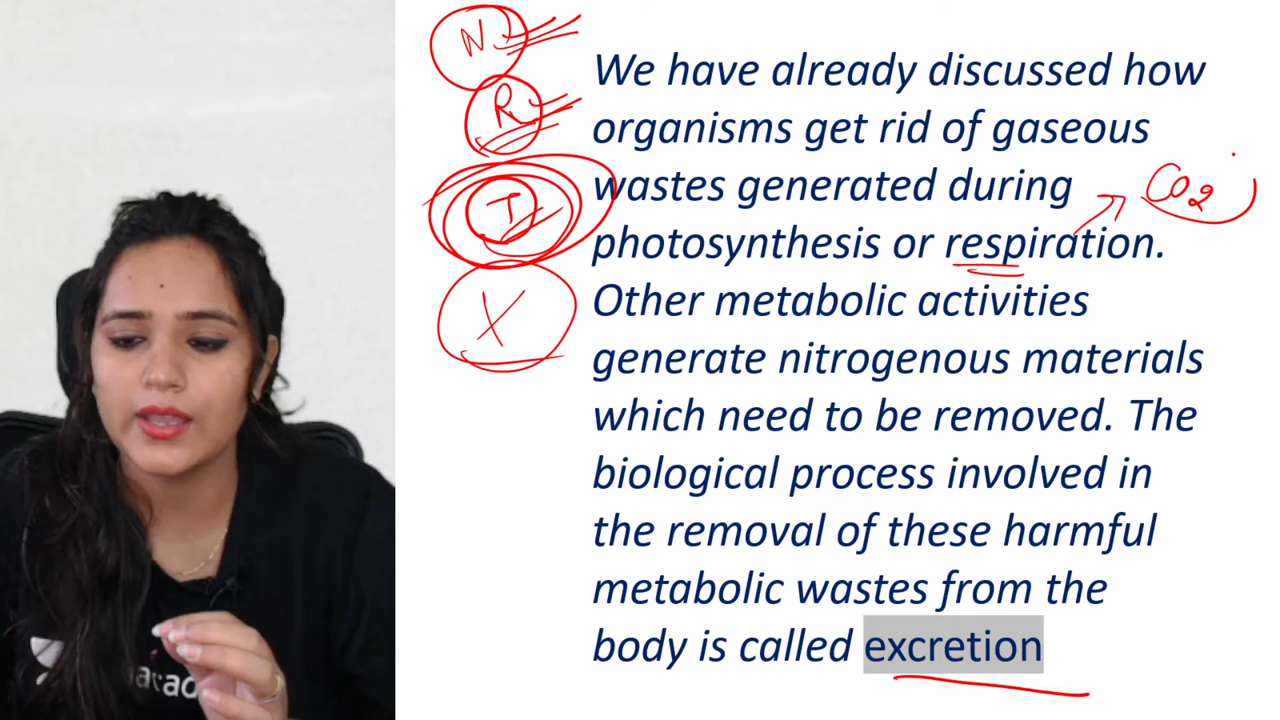 N
R
T
X
We have already discussed how
organisms get rid of gaseous
wastes generated during
CO2
photosynthesis or respiration.
Other metabolic activities
generate nitrogenous materials
which need to be removed. The
biological process involved in
the removal of these harmful
metabolic wastes from the
body is called excretion